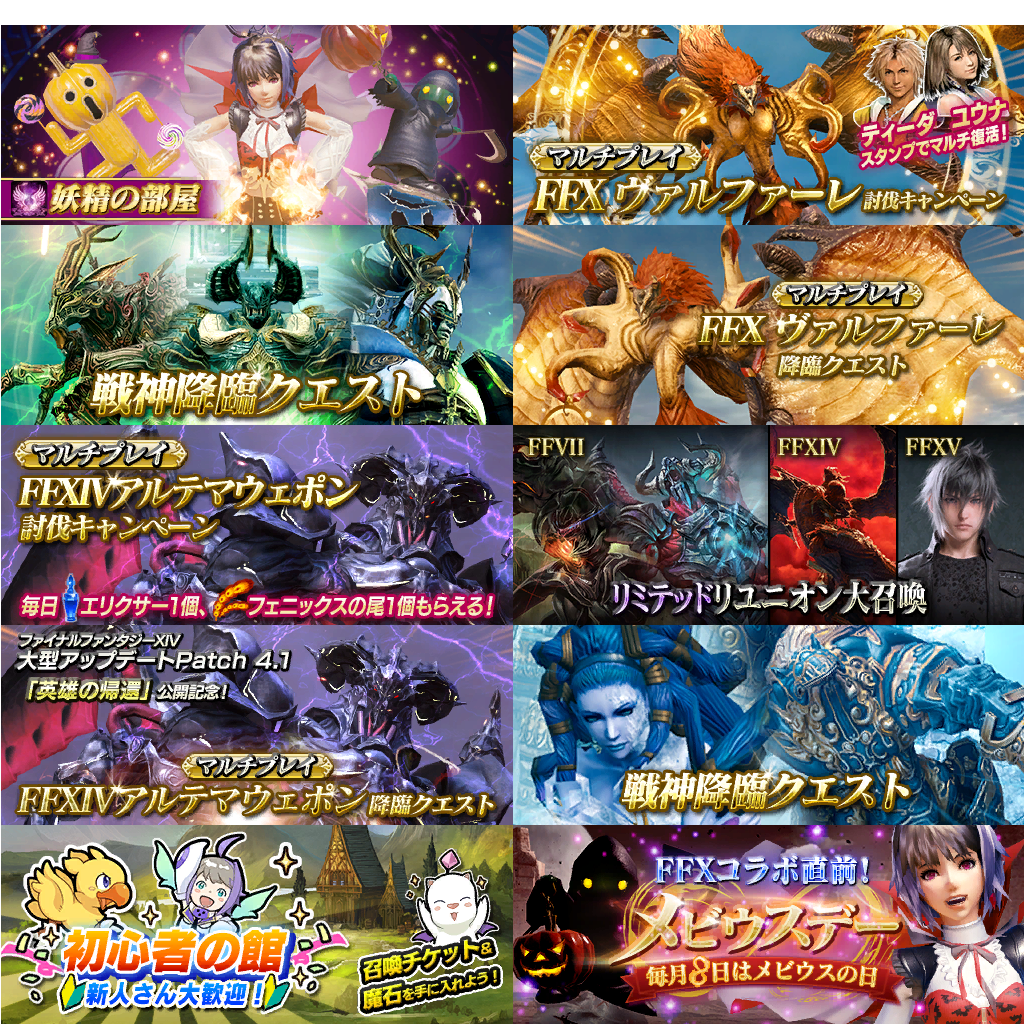 妖精の部屋
ティーダ ユウナ
スタンプでマルチ復活！
マルチプレイ
FFX ヴァルファーレ 討伐キャンペーン
戦神降臨クエスト
マルチプレイ
FFX ヴァルファーレ
降臨クエスト
マルチプレイ
FFXIVアルテマウェポン
討伐キャンペーン
毎日 エリクサー1個、 フェニックスの尾1個もらえる！
FFVII
FFXIV
FFXV
リミテッドリユニオン大召喚
ファイナルファンタジーXIV
大型アップデートPatch 4.1
「英雄の帰還」公開記念！
マルチプレイ
FFXIVアルテマウェポン 降臨クエスト
戦神降臨クエスト
初心者の館
新人さん大歓迎！
召喚チケット&
魔石を手に入れよう！
FFXコラボ直前！
メビウスデー
毎月8日はメビウスの日